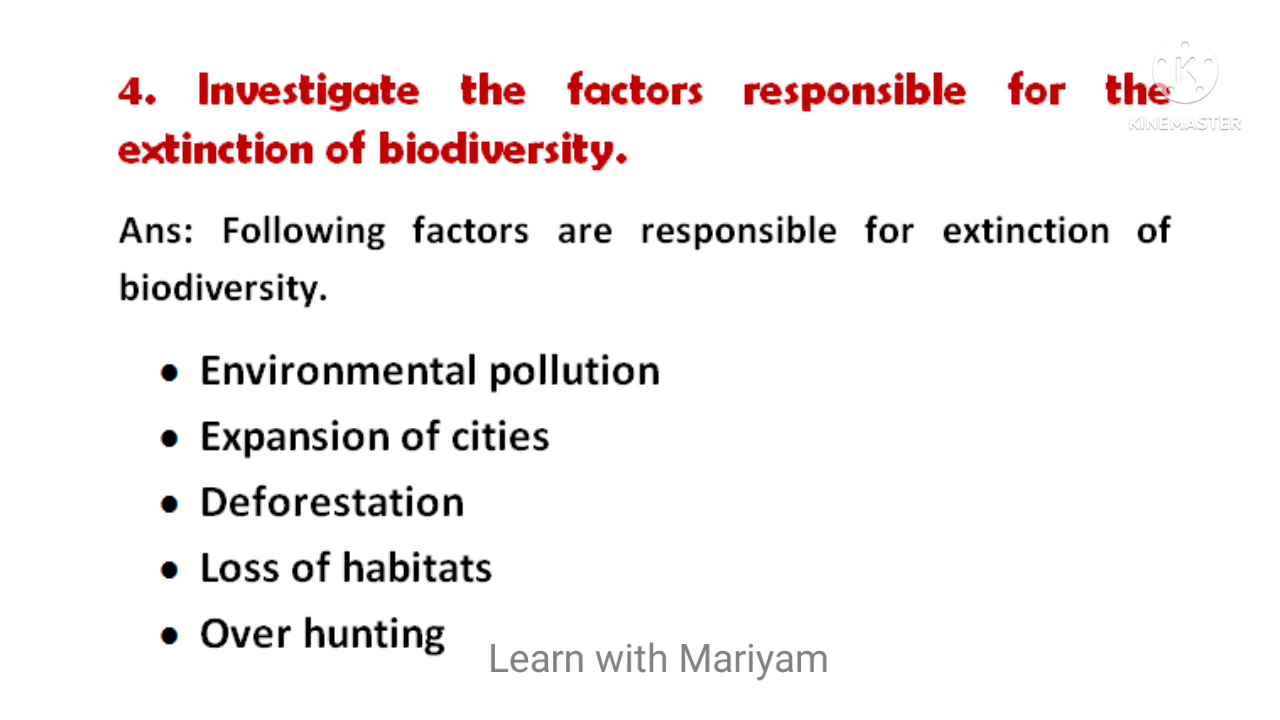 4. Investigate the factors responsible for the
KINEMASTER
extinction of biodiversity.
Ans: Following factors are responsible for extinction of
biodiversity.
• Environmental pollution
• Expansion of cities
• Deforestation
• Loss of habitats
• Over hunting
Learn with Mariyam